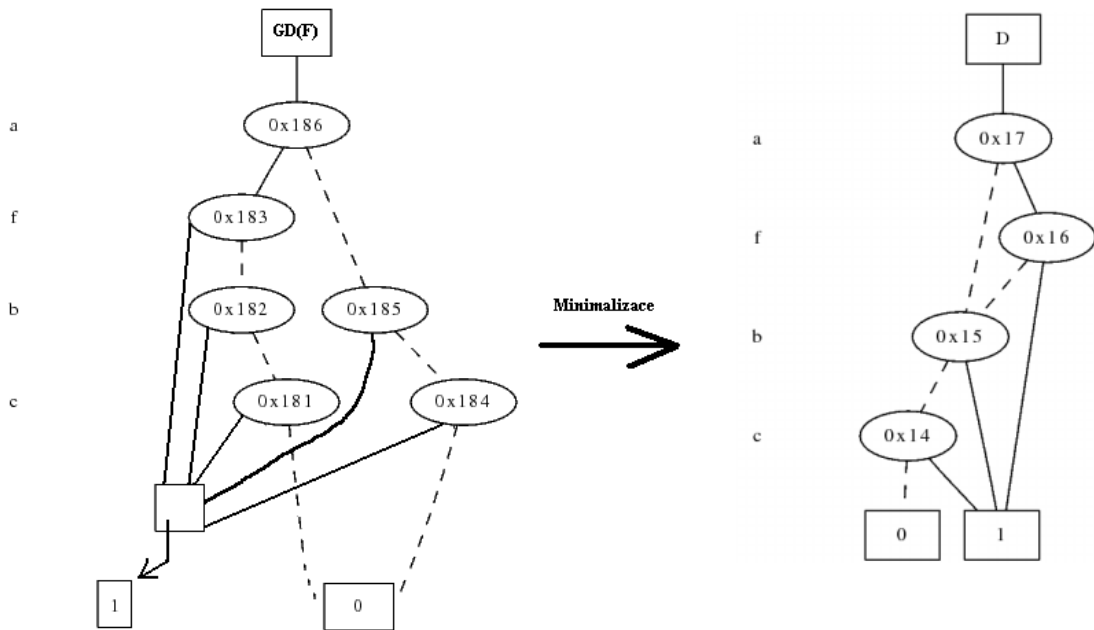 GD(F)
a
0x186
f
0x183
b
0x182
0x185
c
0x181
0x184
1
0
Minimalizace
D
a
0x17
f
0x16
b
0x15
c
0x14
0
1